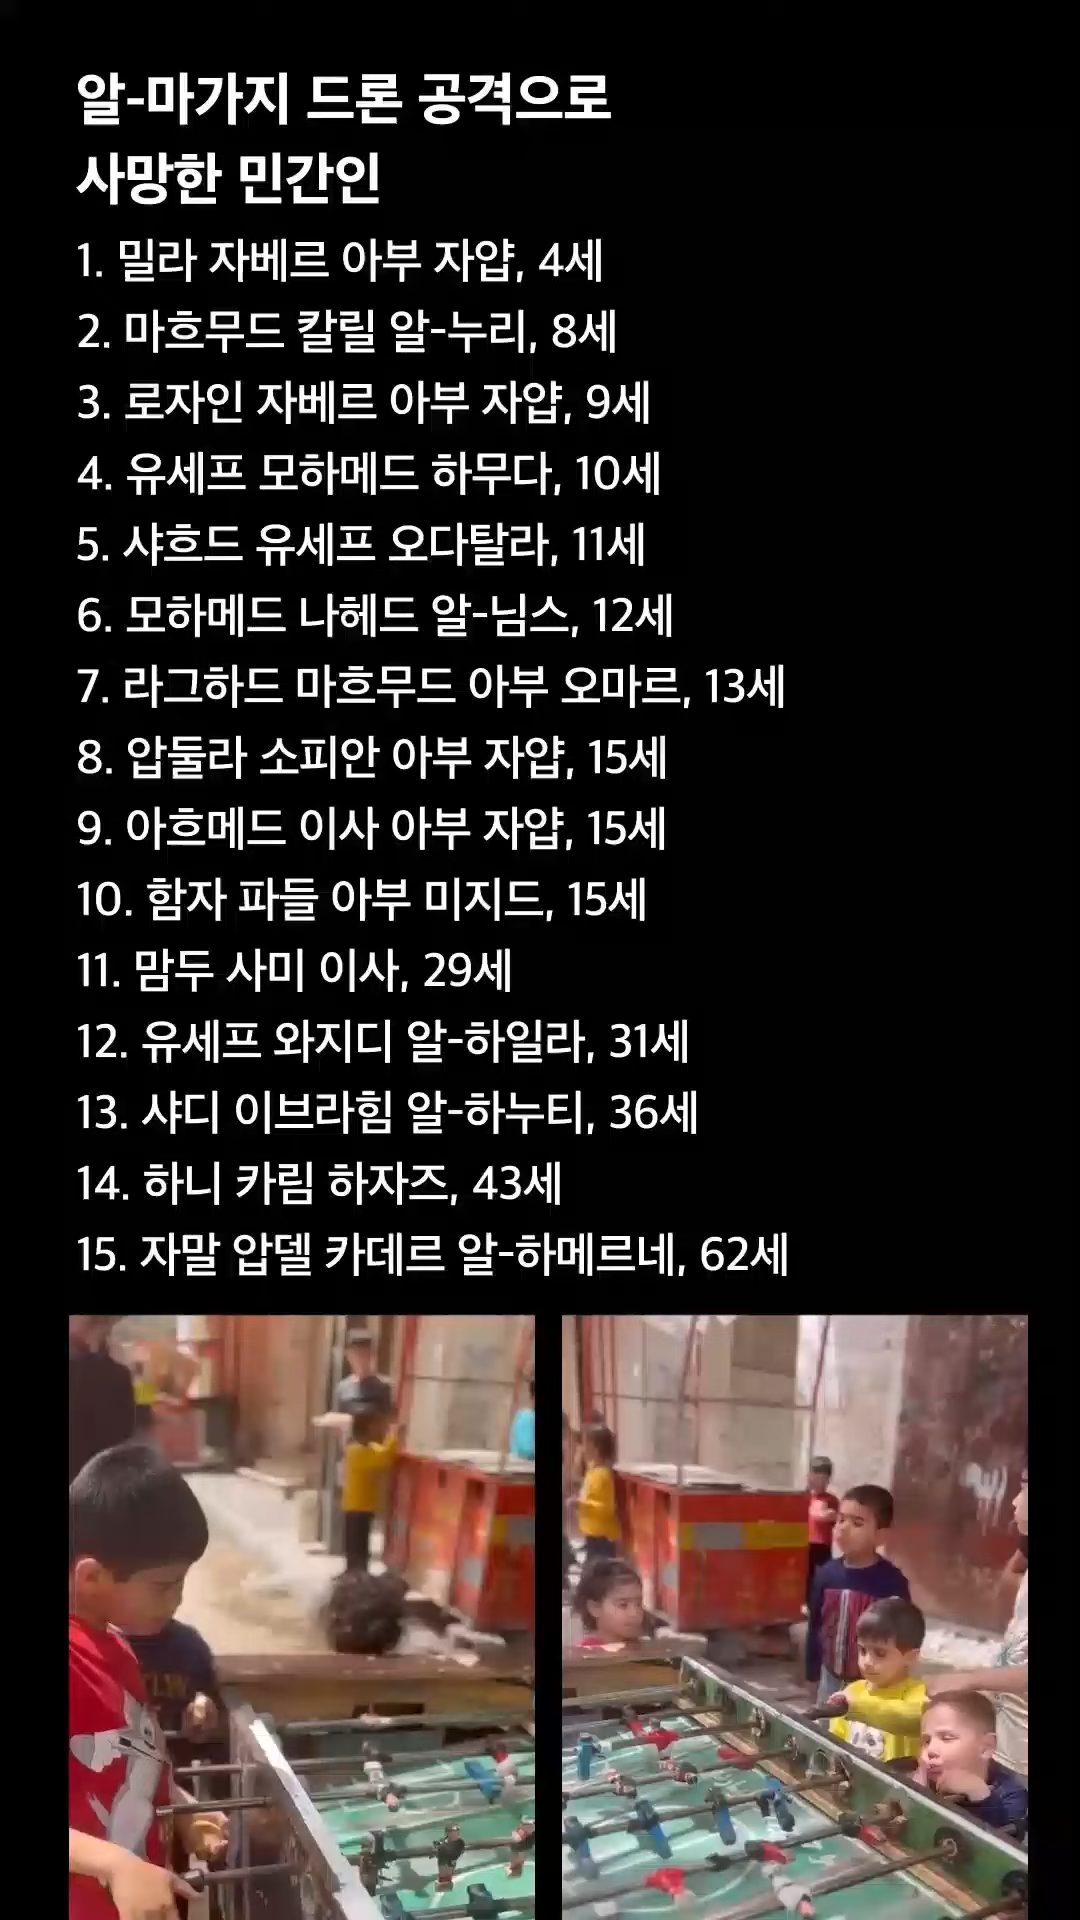 알-마가지 드론 공격으로
사망한 민간인
1. 밀라 자베르 아부 자얍, 4세
2. 마흐무드 칼릴 알-누리, 8세
3. 로자인 자베르 아부 자얍, 9세
4. 유세프 모하메드 하무다, 10세
5. 샤흐드 유세프 오다탈라, 11세
6. 모하메드 나헤드 알-님스, 12세
7. 라그하드 마흐무드 아부 오마르, 13세
8. 압둘라 소피안 아부 자얍, 15세
9. 아흐메드 이사 아부 자얍, 15세
10. 함자 파들 아부 미지드, 15세
11. 맘두 사미 이사, 29세
12. 유세프 와지디 알-하일라, 31세
13. 샤디 이브라힘 알-하누티, 36세
14. 하니 카림 하자즈, 43세
15. 자말 압델 카데르 알-하메르네, 62세